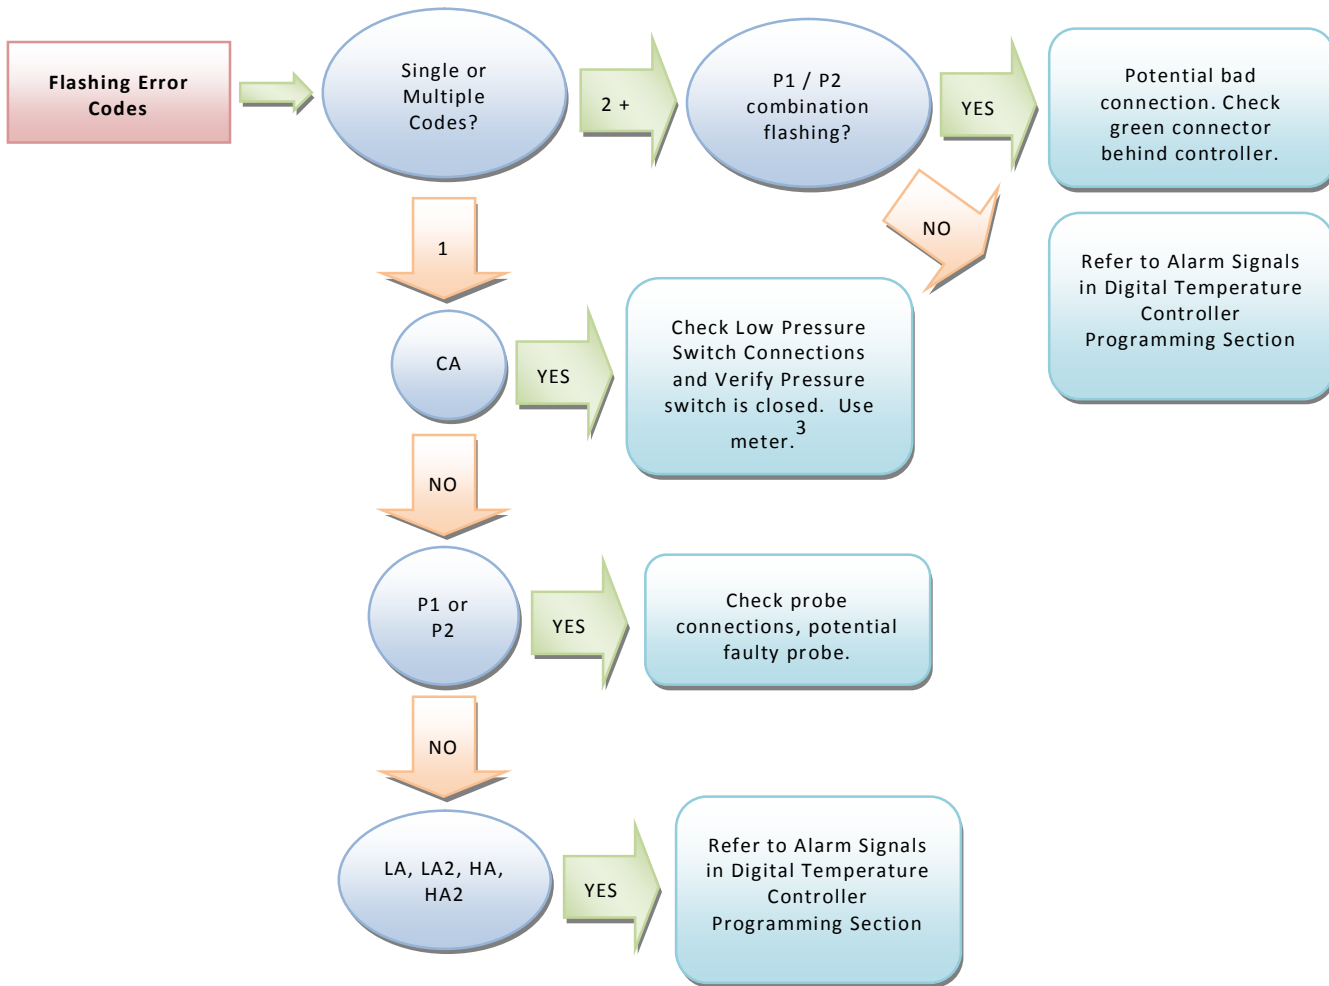 Flashing Error
Codes
Single or
Multiple
Codes?
2 +
P1 / P2
combination
flashing?
YES
Potential bad
connection. Check
green connector
behind controller.
NO
Refer to Alarm Signals
in Digital Temperature
Controller
Programming Section
1
CA
YES
Check Low Pressure
Switch Connections
and Verify Pressure
switch is closed. Use
meter.3
NO
P1 or
P2
YES
Check probe
connections, potential
faulty probe.
NO
LA, LA2, HA,
HA2
YES
Refer to Alarm Signals
in Digital Temperature
Controller
Programming Section